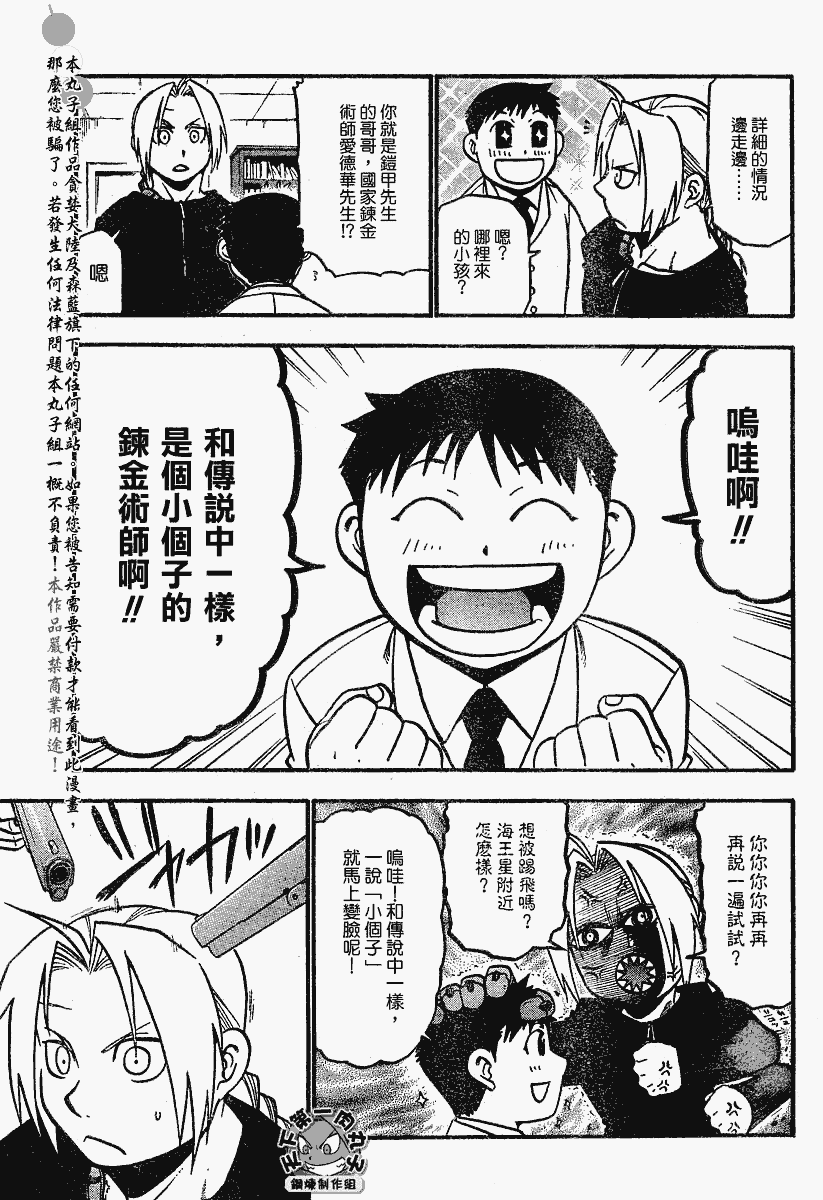 詳細的情況
邊走邊……
嗯？
哪裡來
的小孩？
你就是鎧甲先生
的哥哥，國家鍊金
術師愛德華先生!?
嗯
嗚哇啊!!
和傳說中一樣，
是個小個子的
鍊金術師啊!!
你你你你再再
再說一遍試試？
想被踢飛嗎？
海王星附近
怎麼樣？
嗚哇！和傳說中一樣，
一說「小個子」
就馬上變臉呢！
本丸子組作品貪婪大陸及森藍旗下的任何網站。如果您被告知需要付款才能看到此漫畫，
那麼您被騙了。若發生任何法律問題本丸子組一概不負責！本作品嚴禁商業用途！
天下第一肉丸子
鋼煉制作組